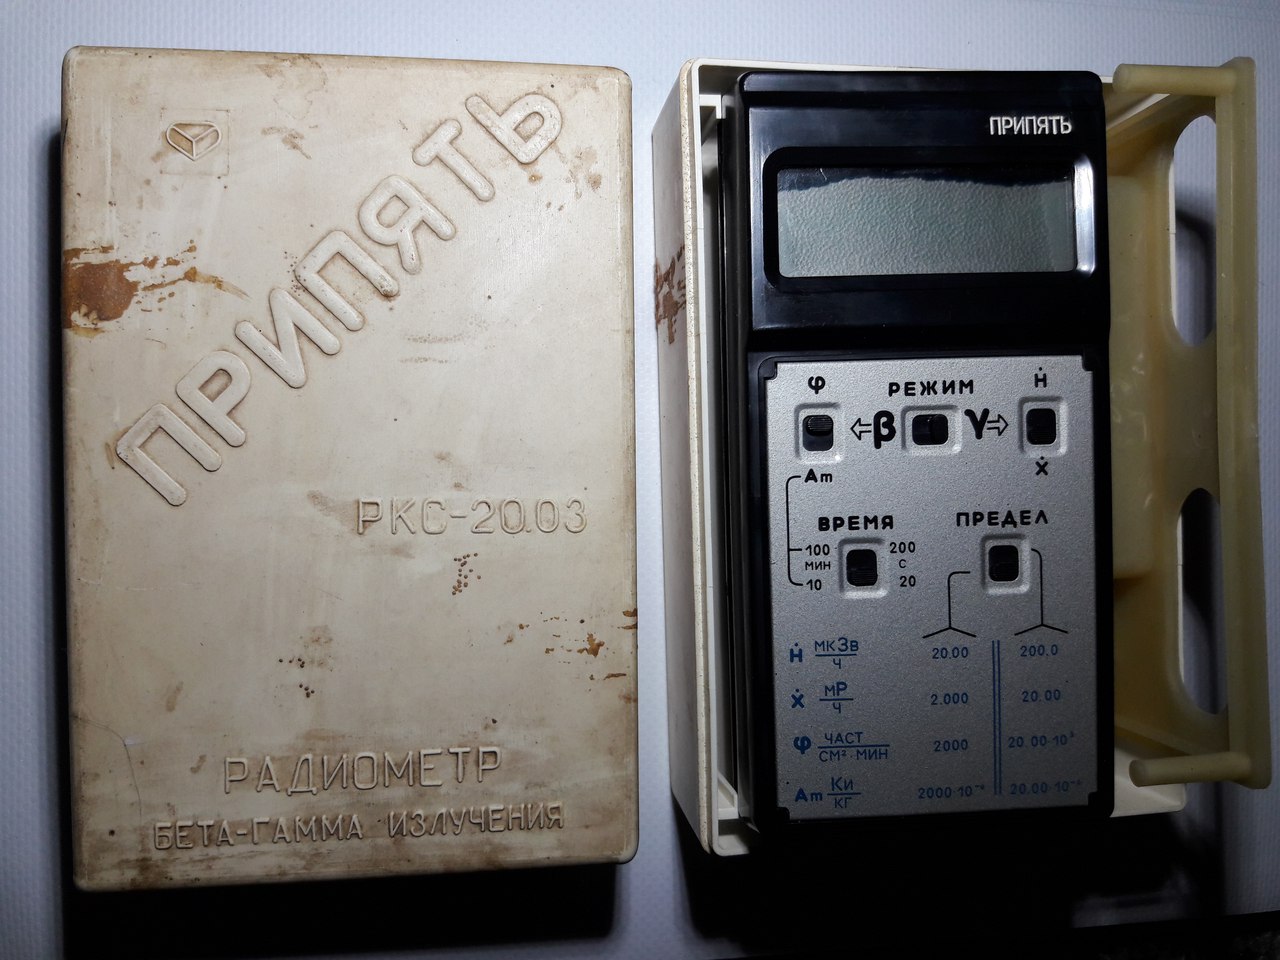 ПРИПЯТЬ
РКС-20.03
РАДИОМЕТР
БЕТА-ГАММА ИЗЛУЧЕНИЯ
ПРИПЯТЬ
φ РЕЖИМ Ḣ
⇐β γ⇒
Am Ẋ
ВРЕМЯ ПРЕДЕЛ
100 200
МИН С
10 20
Ḣ мкЗв/ч 20.00 200.0
Ẋ мР/ч 2.000 20.00
φ ЧАСТ/СМ²·МИН 2000 20.00·10³
Am Ки/кг 2000·10 20.00·10